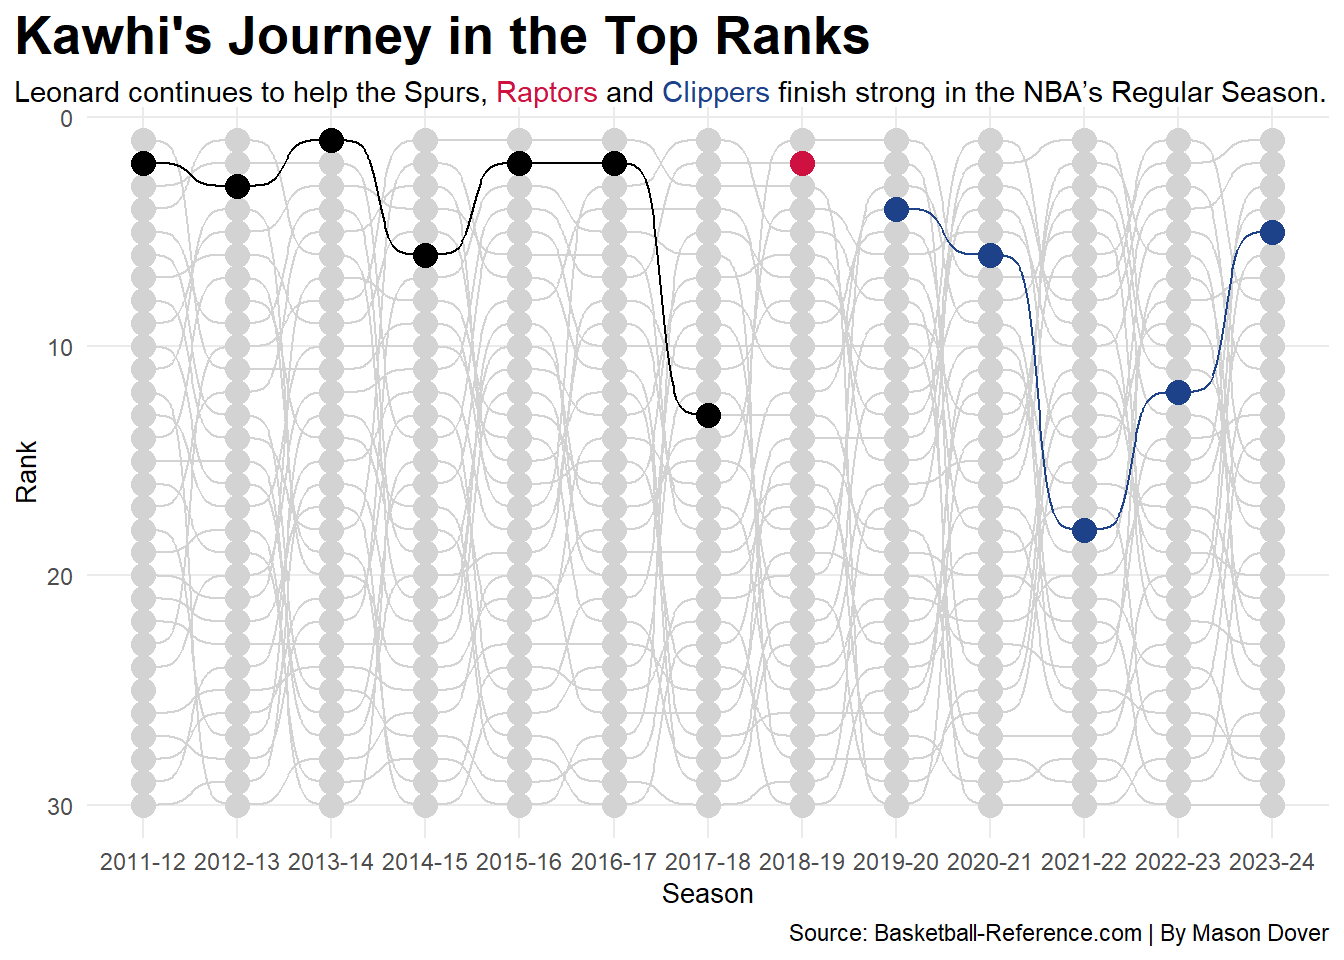 Kawhi's Journey in the Top Ranks
Leonard continues to help the Spurs, Raptors and Clippers finish strong in the NBA’s Regular Season.
0
10
20
30
Rank
2011-12 2012-13 2013-14 2014-15 2015-16 2016-17 2017-18 2018-19 2019-20 2020-21 2021-22 2022-23 2023-24
Season
Source: Basketball-Reference.com | By Mason Dover